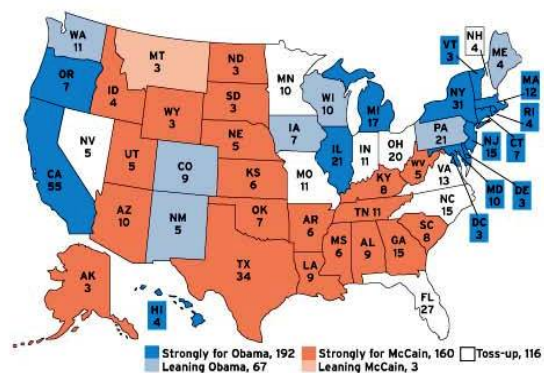 WA
11
OR
7
CA
55
NV
5
ID
4
MT
3
WY
3
UT
5
CO
9
AZ
10
NM
5
ND
3
SD
3
NE
5
KS
6
OK
7
TX
34
MN
10
IA
7
MO
11
AR
6
LA
9
WI
10
IL
21
MI
17
IN
11
OH
20
KY
8
TN 11
MS
6
AL
9
GA
15
FL
27
SC
8
NC
15
VA
13
WV
5
PA
21
NY
31
VT
3
NH
4
ME
4
MA
12
RI
4
CT
7
NJ
15
DE
3
MD
10
DC
3
AK
3
HI
4
Strongly for Obama, 192
Leaning Obama, 67
Strongly for McCain, 160
Leaning McCain, 3
Toss-up, 116